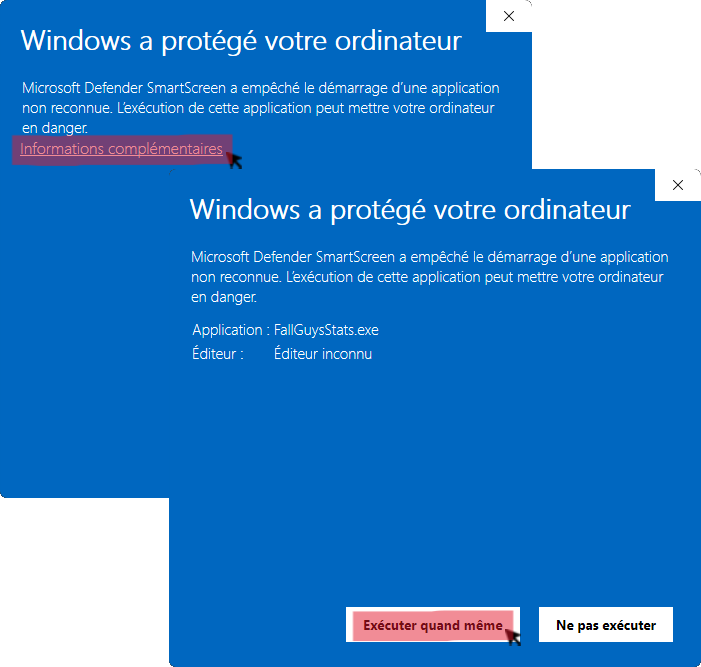 Windows a protégé votre ordinateur
Microsoft Defender SmartScreen a empêché le démarrage d’une application
non reconnue. L’exécution de cette application peut mettre votre ordinateur
en danger.
Informations complémentaires
Windows a protégé votre ordinateur
Microsoft Defender SmartScreen a empêché le démarrage d’une application
non reconnue. L’exécution de cette application peut mettre votre ordinateur
en danger.
Application : FallGuysStats.exe
Éditeur : Éditeur inconnu
Exécuter quand même Ne pas exécuter